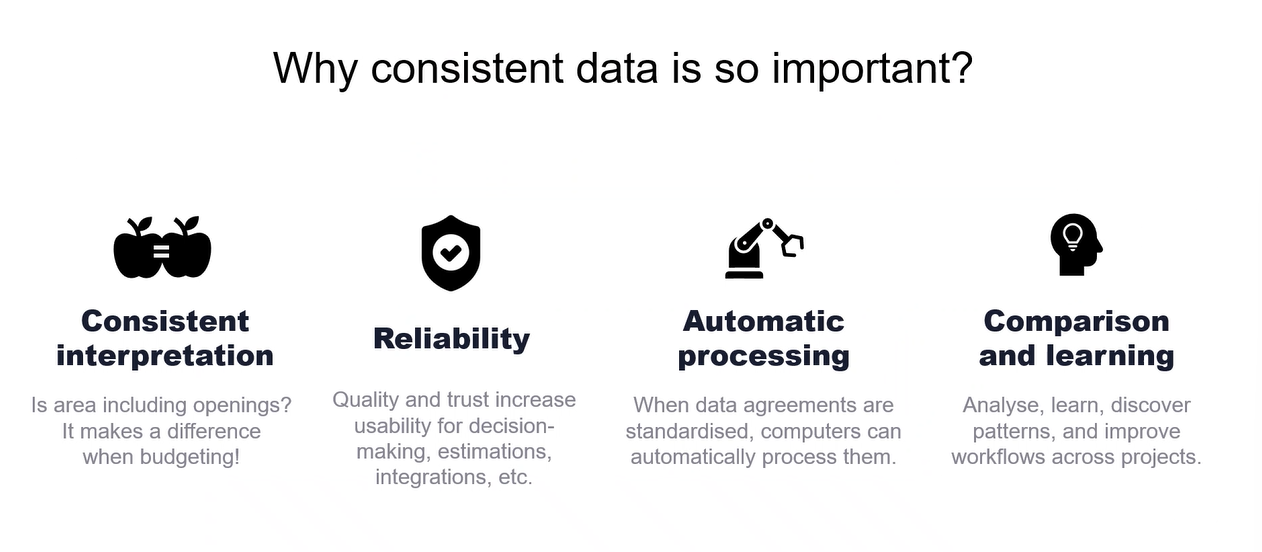 Why consistent data is so important?
Consistent
interpretation
Is area including openings?
It makes a difference
when budgeting!
Reliability
Quality and trust increase
usability for decision-
making, estimations,
integrations, etc.
Automatic
processing
When data agreements are
standardised, computers can
automatically process them.
Comparison
and learning
Analyse, learn, discover
patterns, and improve
workflows across projects.